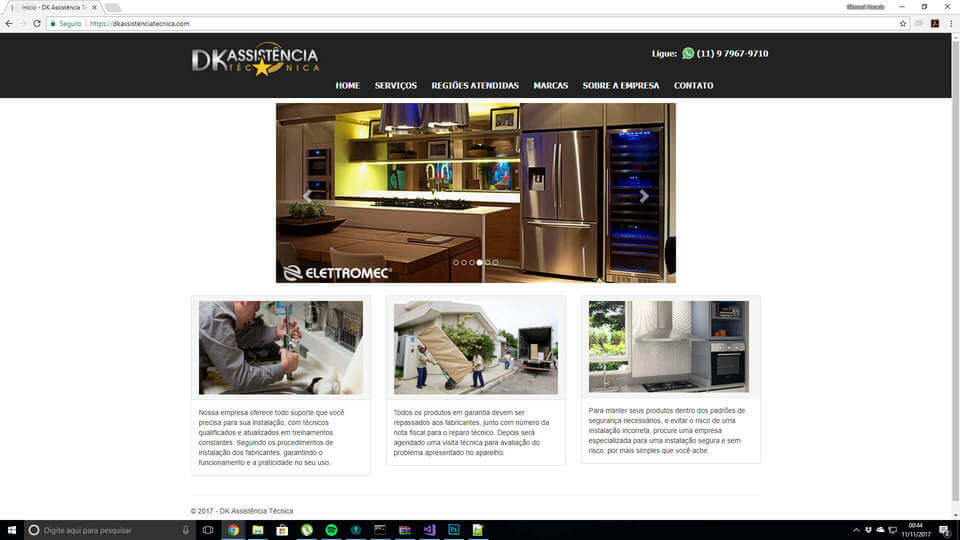 Início - DK Assistência Té
Seguro
https://dkassistenciatecnica.com
DK ASSISTÊNCIA
TÉCNICA
Ligue: (11) 9 7967-9710
HOME SERVIÇOS REGIÕES ATENDIDAS MARCAS SOBRE A EMPRESA CONTATO
ELETTROMEC
Nossa empresa oferece todo suporte que você
precisa para sua instalação, com técnicos
qualificados e atualizados em treinamentos
constantes. Seguindo os procedimentos de
instalação dos fabricantes, garantindo o
funcionamento e a praticidade no seu uso.
Todos os produtos em garantia devem ser
repassados aos fabricantes, junto com número da
nota fiscal para o reparo técnico. Depois será
agendado uma visita técnica para avaliação do
problema apresentado no aparelho.
Para manter seus produtos dentro dos padrões de
segurança necessários, e evitar o risco de uma
instalação incorreta, procure uma empresa
especializada para uma instalação segura e sem
risco, por mais simples que você ache.
© 2017 - DK Assistência Técnica
Digite aqui para pesquisar
00:44
11/11/2017